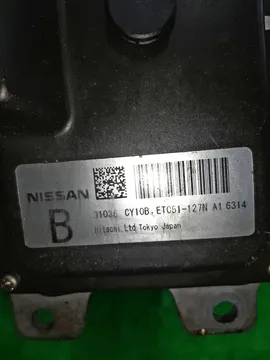 NISSAN
B
31036 CY10B, ETC51-127N A1 6314
Hitachi,Ltd.Tokyo Japan